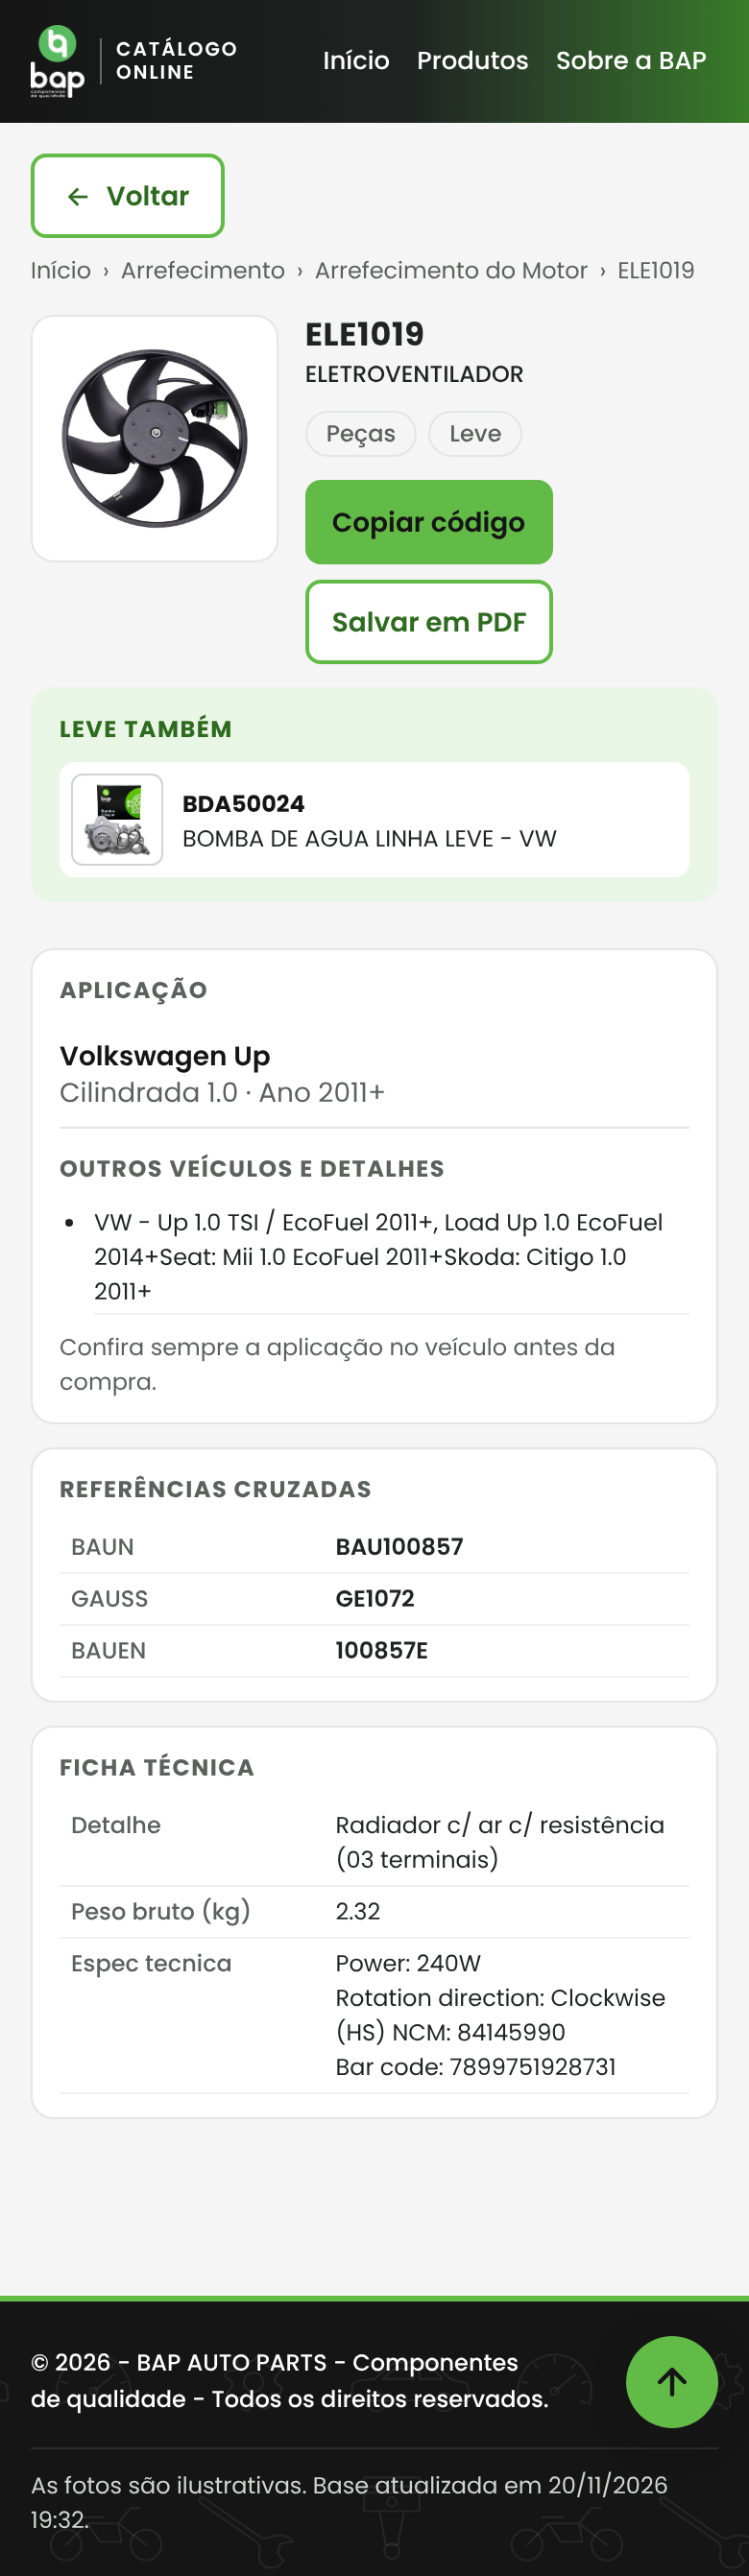 bap
CATÁLOGO
ONLINE
Início
Produtos
Sobre a BAP
← Voltar
Início › Arrefecimento › Arrefecimento do Motor › ELE1019
ELE1019
ELETROVENTILADOR
Peças
Leve
Copiar código
Salvar em PDF
LEVE TAMBÉM
BDA50024
BOMBA DE AGUA LINHA LEVE - VW
APLICAÇÃO
Volkswagen Up
Cilindrada 1.0 · Ano 2011+
OUTROS VEÍCULOS E DETALHES
• VW - Up 1.0 TSI / EcoFuel 2011+, Load Up 1.0 EcoFuel
2014+Seat: Mii 1.0 EcoFuel 2011+Skoda: Citigo 1.0
2011+
Confira sempre a aplicação no veículo antes da
compra.
REFERÊNCIAS CRUZADAS
BAUN BAU100857
GAUSS GE1072
BAUEN 100857E
FICHA TÉCNICA
Detalhe Radiador c/ ar c/ resistência
(03 terminais)
Peso bruto (kg) 2.32
Espec tecnica Power: 240W
Rotation direction: Clockwise
(HS) NCM: 84145990
Bar code: 7899751928731
© 2026 - BAP AUTO PARTS - Componentes
de qualidade - Todos os direitos reservados.
As fotos são ilustrativas. Base atualizada em 20/11/2026
19:32.